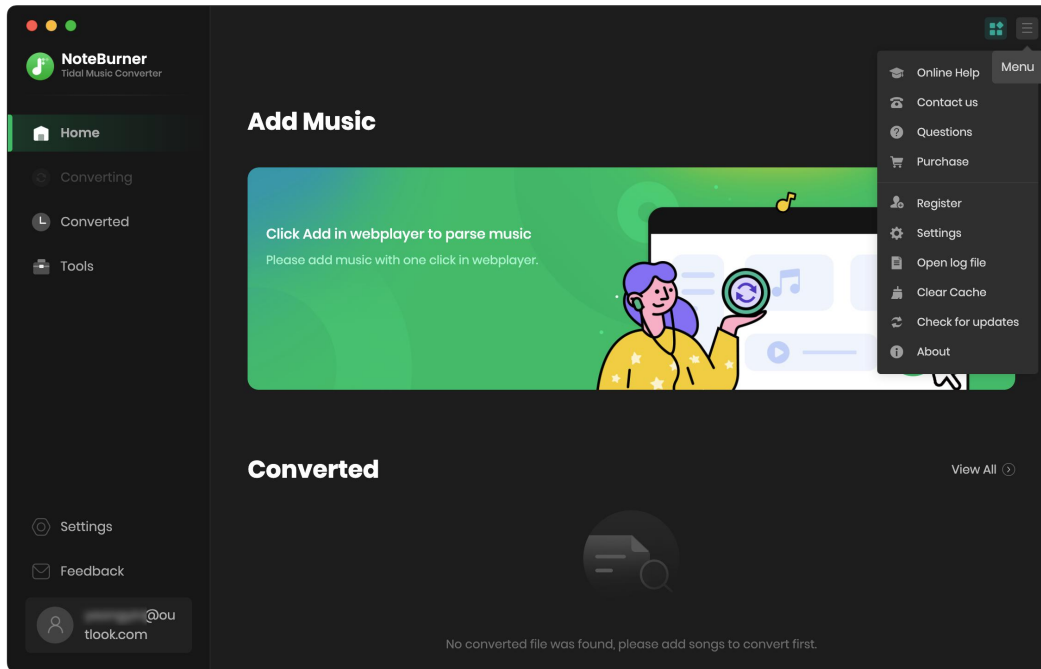 NoteBurner
Tidal Music Converter
Home
Converting
Converted
Tools
Settings
Feedback
@ou
tlook.com
Add Music
Click Add in webplayer to parse music
Please add music with one click in webplayer.
Converted
View All
No converted file was found, please add songs to convert first.
Menu
Online Help
Contact us
Questions
Purchase
Register
Settings
Open log file
Clear Cache
Check for updates
About